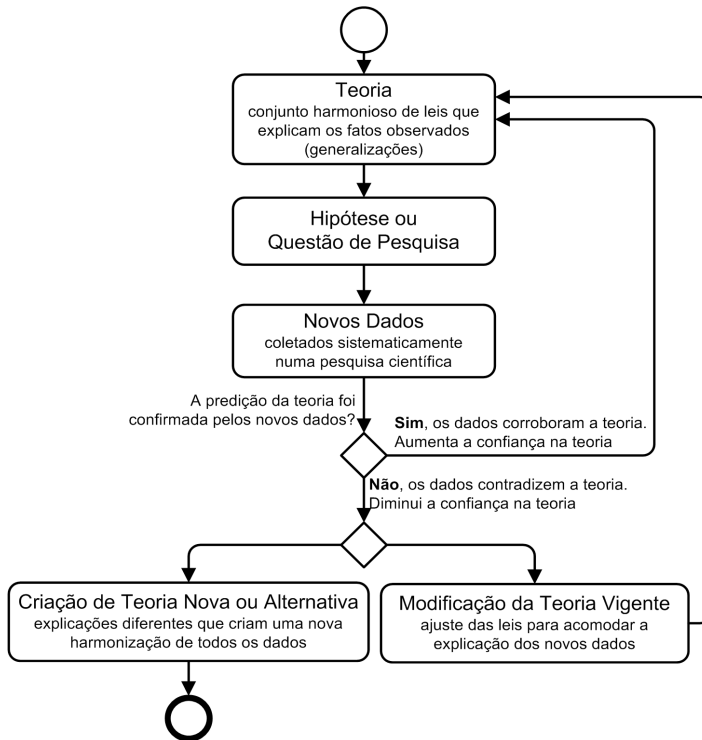 Teoria
conjunto harmonioso de leis que
explicam os fatos observados
(generalizações)
Hipótese ou
Questão de Pesquisa
Novos Dados
coletados sistematicamente
numa pesquisa científica
A predição da teoria foi
confirmada pelos novos dados?
Sim, os dados corroboram a teoria.
Aumenta a confiança na teoria
Não, os dados contradizem a teoria.
Diminui a confiança na teoria
Criação de Teoria Nova ou Alternativa
explicações diferentes que criam uma nova
harmonização de todos os dados
Modificação da Teoria Vigente
ajuste das leis para acomodar a
explicação dos novos dados